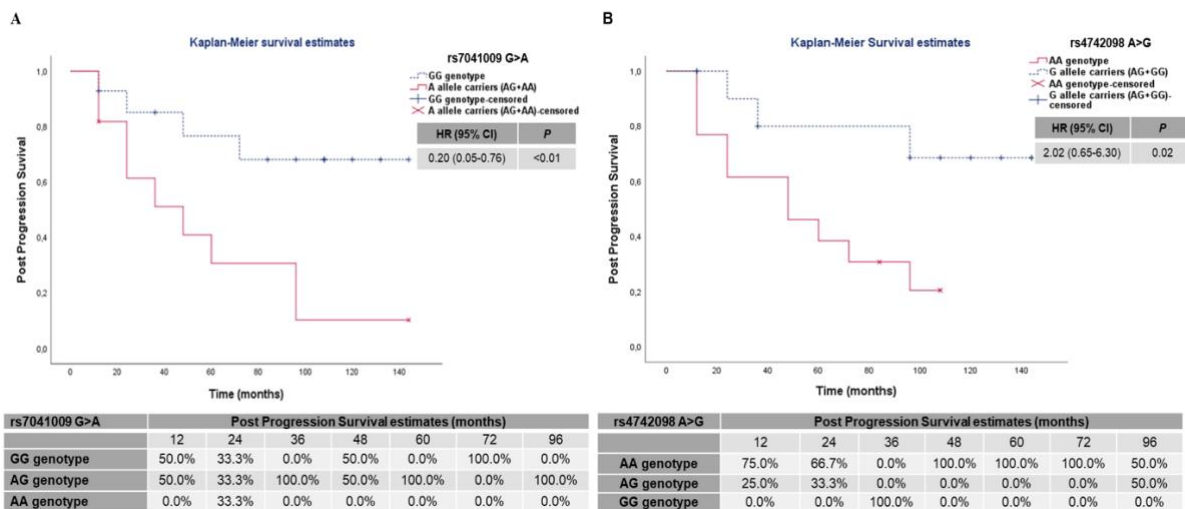 A
Kaplan-Meier survival estimates
rs7041009 G>A
GG genotype
A allele carriers (AG+AA)
GG genotype-censored
A allele carriers (AG+AA)-censored
HR (95% CI) P
0.20 (0.05-0.76) <0.01
Post Progression Survival
1,0
0,8
0,6
0,4
0,2
0,0
0 20 40 60 80 100 120 140
Time (months)
rs7041009 G>A Post Progression Survival estimates (months)
12 24 36 48 60 72 96
GG genotype 50.0% 33.3% 0.0% 50.0% 0.0% 100.0% 0.0%
AG genotype 50.0% 33.3% 100.0% 50.0% 100.0% 0.0% 100.0%
AA genotype 0.0% 33.3% 0.0% 0.0% 0.0% 0.0% 0.0%
B
Kaplan-Meier Survival estimates
rs4742098 A>G
AA genotype
G allele carriers (AG+GG)
AA genotype-censored
G allele carriers (AG+GG)-
censored
HR (95% CI) P
2.02 (0.65-6.30) 0.02
Post Progression Survival
1,0
0,8
0,6
0,4
0,2
0,0
0 20 40 60 80 100 120 140
Time (months)
rs4742098 A>G Post Progression Survival estimates (months)
12 24 36 48 60 72 96
AA genotype 75.0% 66.7% 0.0% 100.0% 100.0% 100.0% 50.0%
AG genotype 25.0% 33.3% 0.0% 0.0% 0.0% 0.0% 50.0%
GG genotype 0.0% 0.0% 100.0% 0.0% 0.0% 0.0% 0.0%